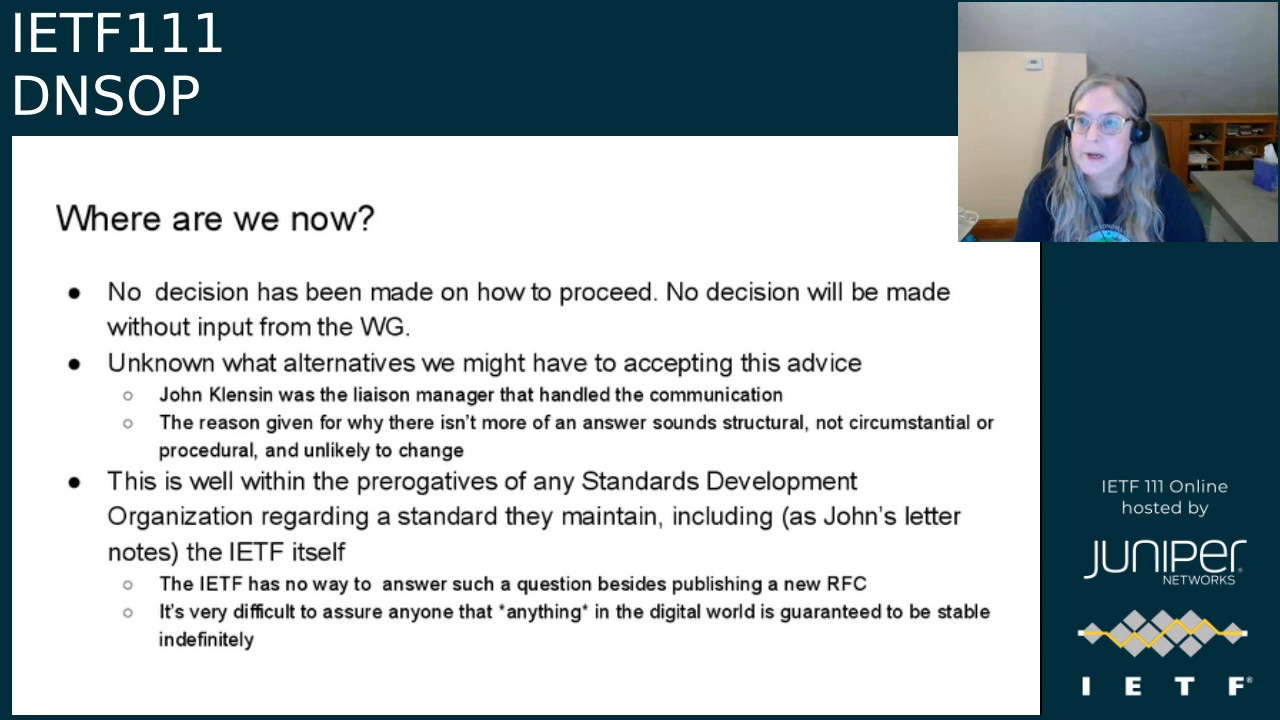 IETF111
DNSOP
Where are we now?
● No decision has been made on how to proceed. No decision will be made
without input from the WG.
● Unknown what alternatives we might have to accepting this advice
○ John Klensin was the liaison manager that handled the communication
○ The reason given for why there isn't more of an answer sounds structural, not circumstantial or
procedural, and unlikely to change
● This is well within the prerogatives of any Standards Development
Organization regarding a standard they maintain, including (as John's letter
notes) the IETF itself
○ The IETF has no way to answer such a question besides publishing a new RFC
○ It's very difficult to assure anyone that *anything* in the digital world is guaranteed to be stable
indefinitely
IETF 111 Online
hosted by
JUNIPER
NETWORKS
I E T F®